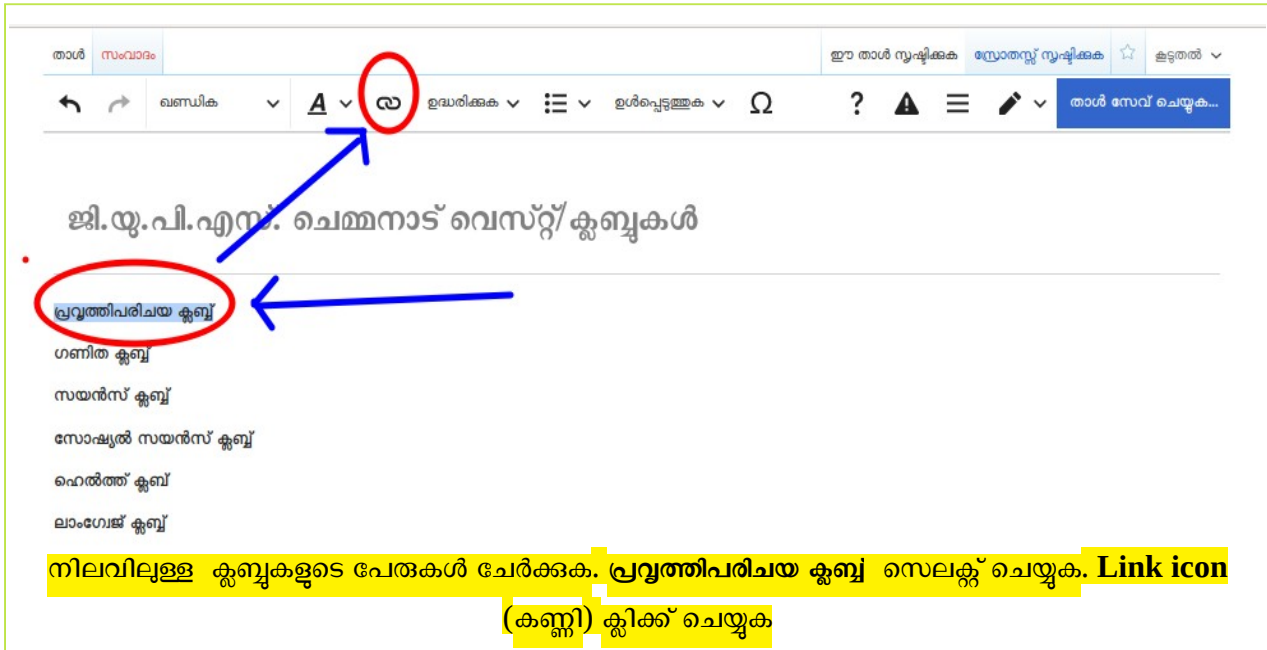 താൾ സംവാദം ഈ താൾ സൃഷ്ടിക്കുക സ്രോതസ്സ് സൃഷ്ടിക്കുക കൂടുതൽ
ഖണ്ഡിക A ഉദ്ധരിക്കുക ഉൾപ്പെടുത്തുക Ω ? താൾ സേവ് ചെയ്യുക...
ജി.യു.പി.എസ്. ചെമ്മനാട് വെസ്റ്റ്/ക്ലബ്ബുകൾ
പ്രവൃത്തിപരിചയ ക്ലബ്ബ്
ഗണിത ക്ലബ്ബ്
സയൻസ് ക്ലബ്ബ്
സോഷ്യൽ സയൻസ് ക്ലബ്ബ്
ഹെൽത്ത് ക്ലബ്
ലാംഗ്വേജ് ക്ലബ്ബ്
നിലവിലുള്ള ക്ലബ്ബുകളുടെ പേരുകൾ ചേർക്കുക. പ്രവൃത്തിപരിചയ ക്ലബ്ബ് സെലക്റ്റ് ചെയ്യുക. Link icon
(കണ്ണി) ക്ലിക്ക് ചെയ്യുക